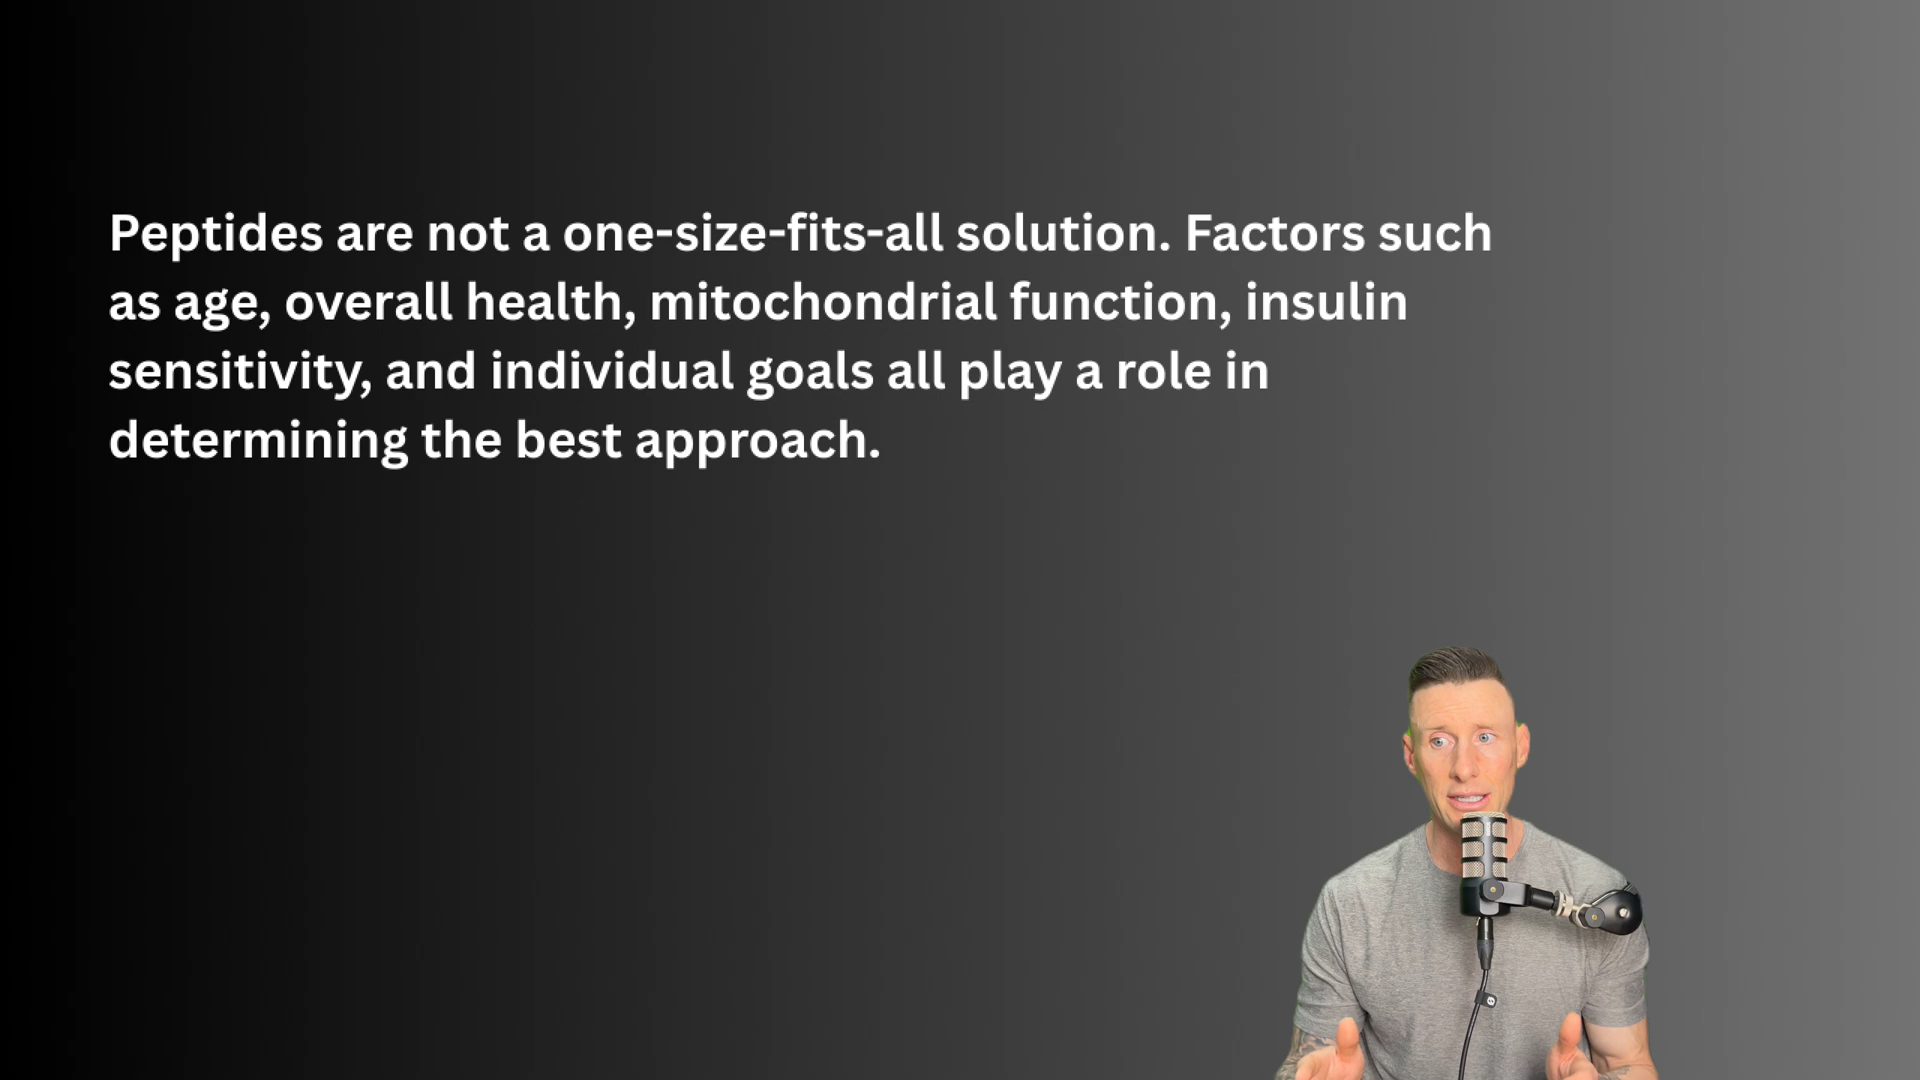 Peptides are not a one-size-fits-all solution. Factors such
as age, overall health, mitochondrial function, insulin
sensitivity, and individual goals all play a role in
determining the best approach.